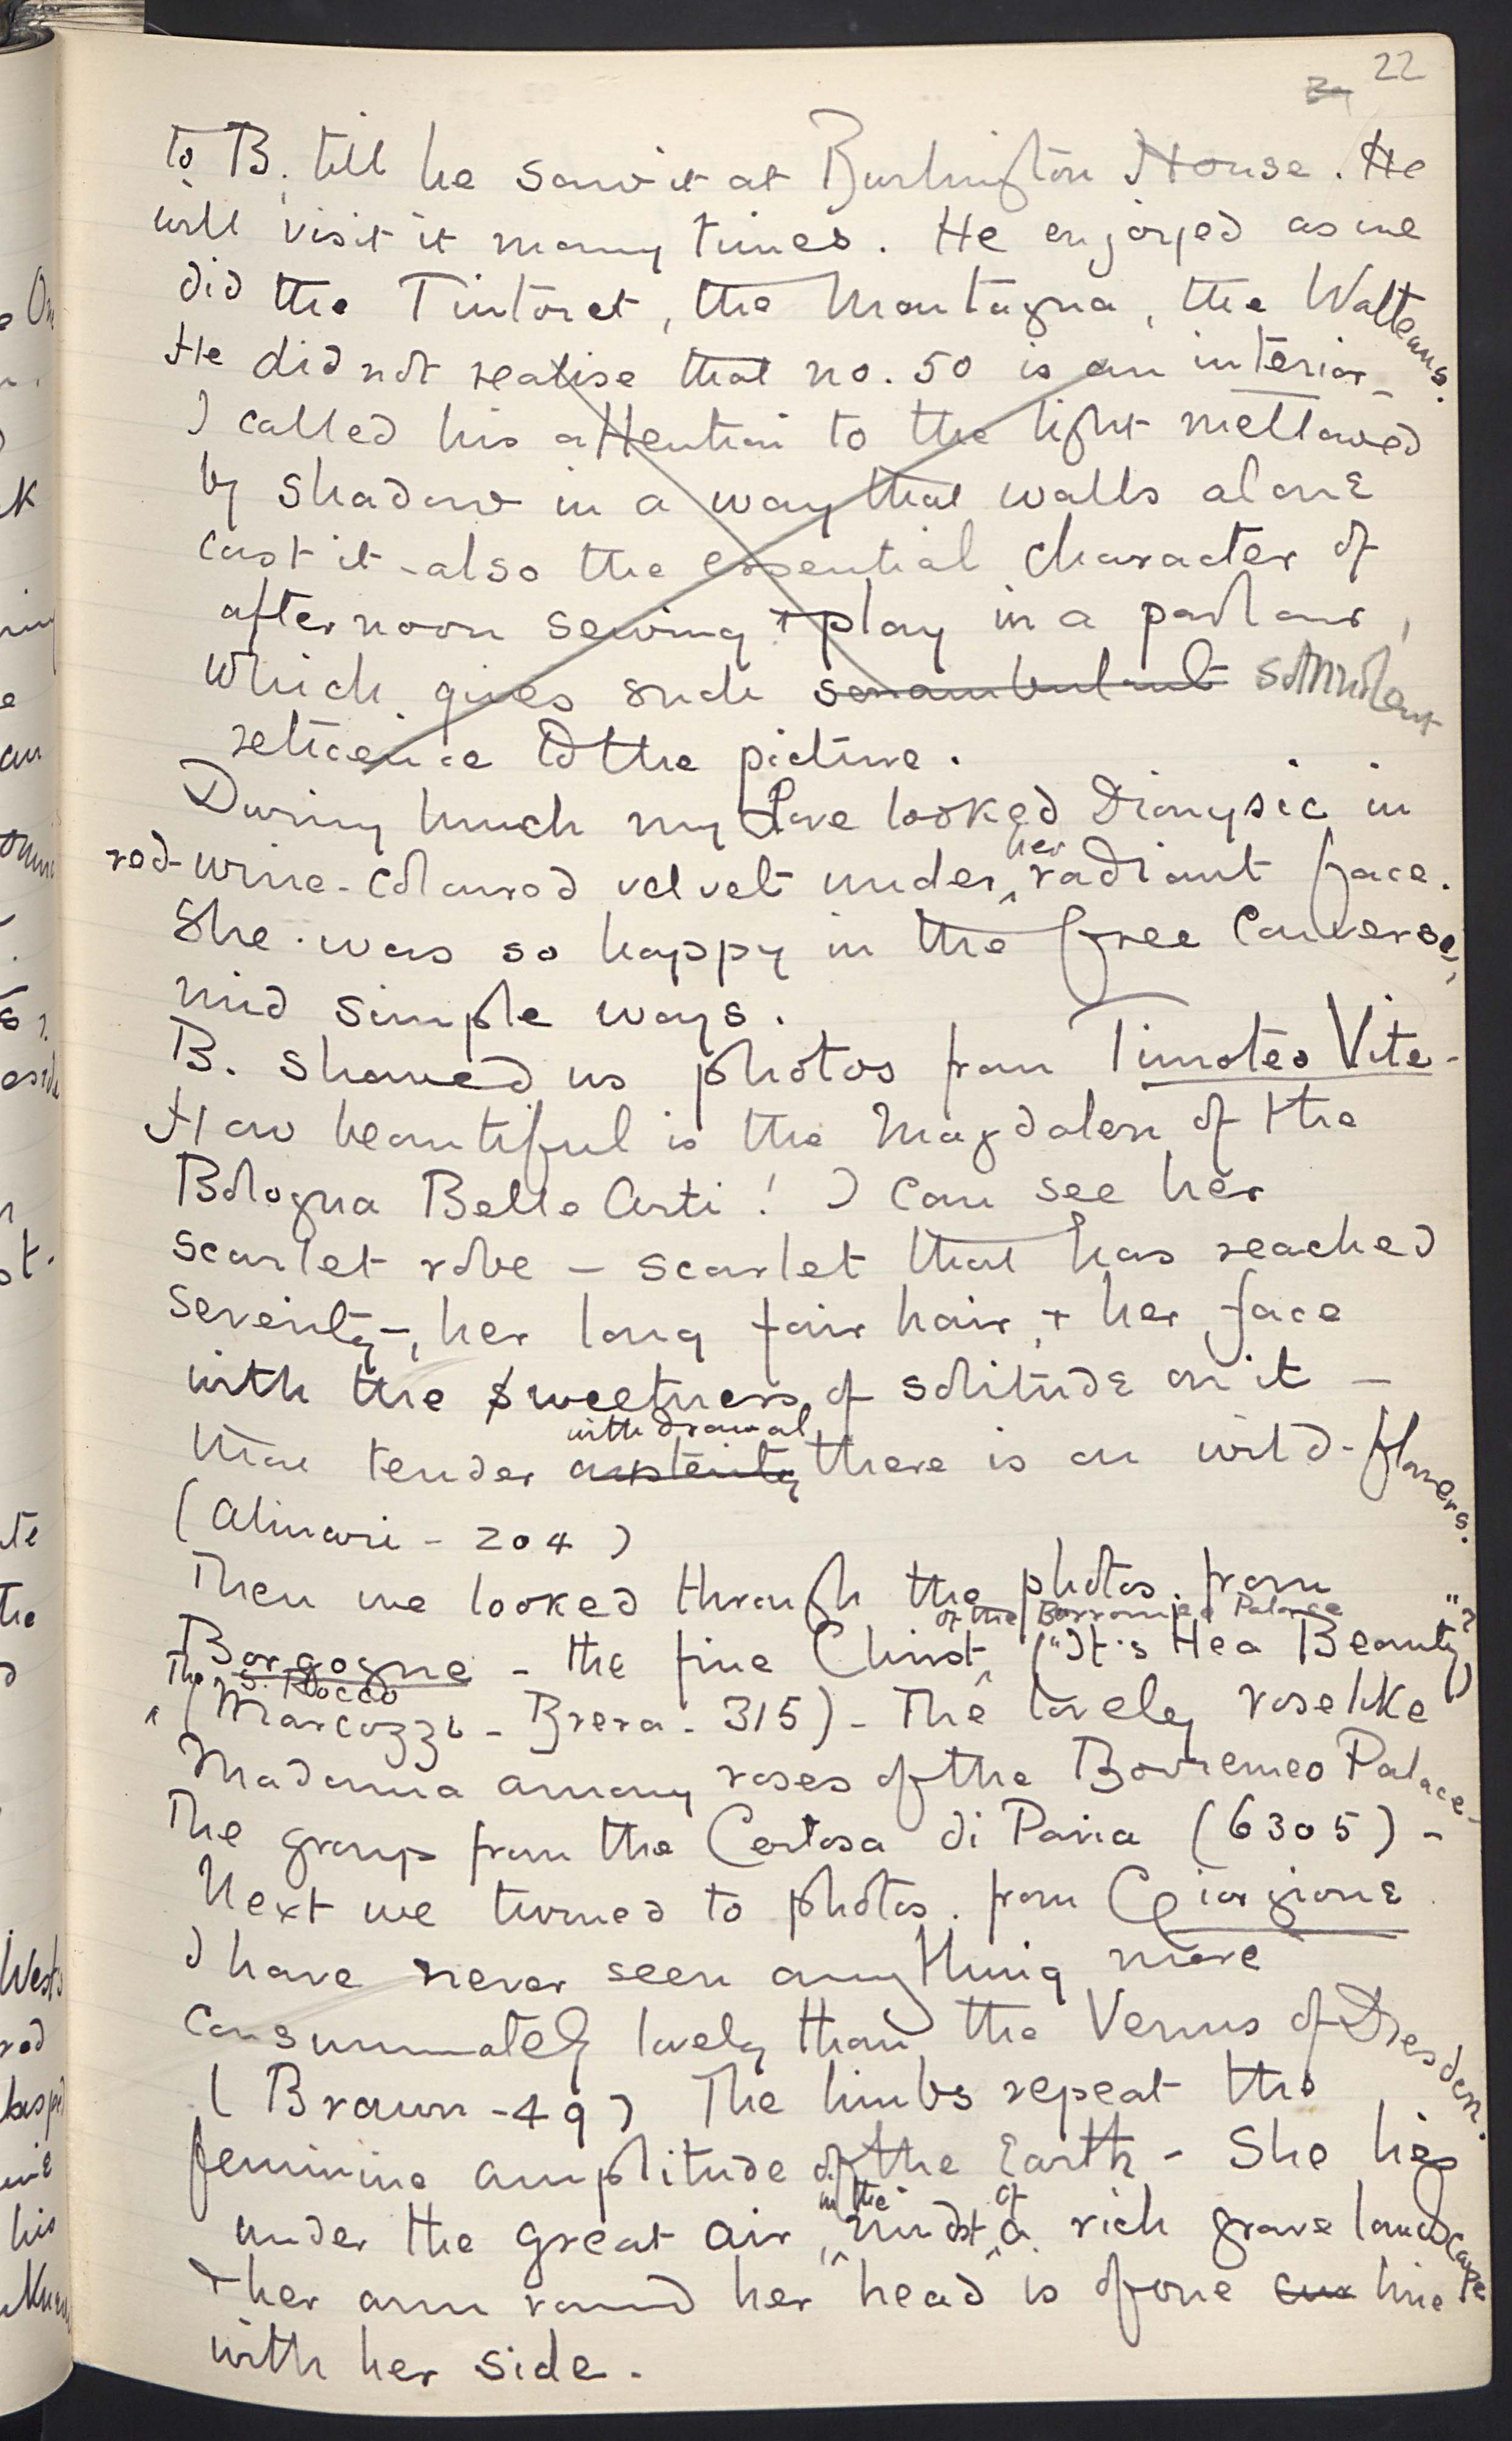 22
to B. till he saw it at Burlington House. He
will visit it many times. He enjoyed as we
did the Tintoret, the Montagna, the Watteaus.
He did not realise that no. 50 is an interior –
I called his attention to the light mellowed
by shadow in a way that walls alone
cast it – also the essential character of
afternoon sewing + play in a parlour,
which gives such somnambulent somnolent
reticence to the picture.
During lunch my Love looked Dionysic in
red-wine-coloured velvet under her radiant face.
She was so happy in the free converse,
mid simple ways.
B. showed us photos from Timoteo Vite –
How beautiful is the Magdalen of the
Bologna Belle Arti! I can see her
scarlet robe – scarlet that has reached
serenity –, her long fair hair, + her face
with the sweetness of solitude on it –
that tender austerity withdrawal there is on wild-flowers.
(Alinari – 204)
Then we looked through the photos. from
Borgogne – the fine Christ of the Borromeo Palace ("It's He a Beauty"?)
The S. Rocco (Marcozzi – Brera – 315) – The lovely roselike
Madonna among roses of the Borremeo Palace –
The group from the Certosa di Pavia (6305) –
Next we turned to photos. from Giorgione.
I have never seen anything more
consummately lovely than the Venus of Dresden.
(Braun – 49) The limbs repeat the
feminine amplitude of the Earth – She lies
under the great air, in the midst of a rich grave landscape
+ her arm round her head is of one cur line
with her side.